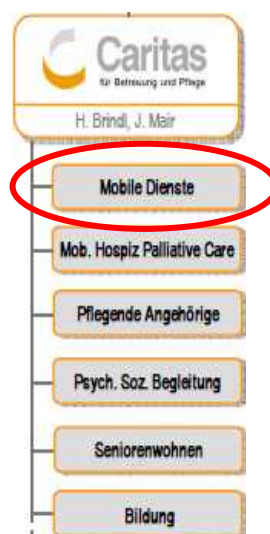 Caritas
für Betreuung und Pflege
H. Brindl, J. Mair
Mobile Dienste
Mob. Hospiz Palliative Care
Pflegende Angehörige
Psych. Soz. Begleitung
Seniorenwohnen
Bildung